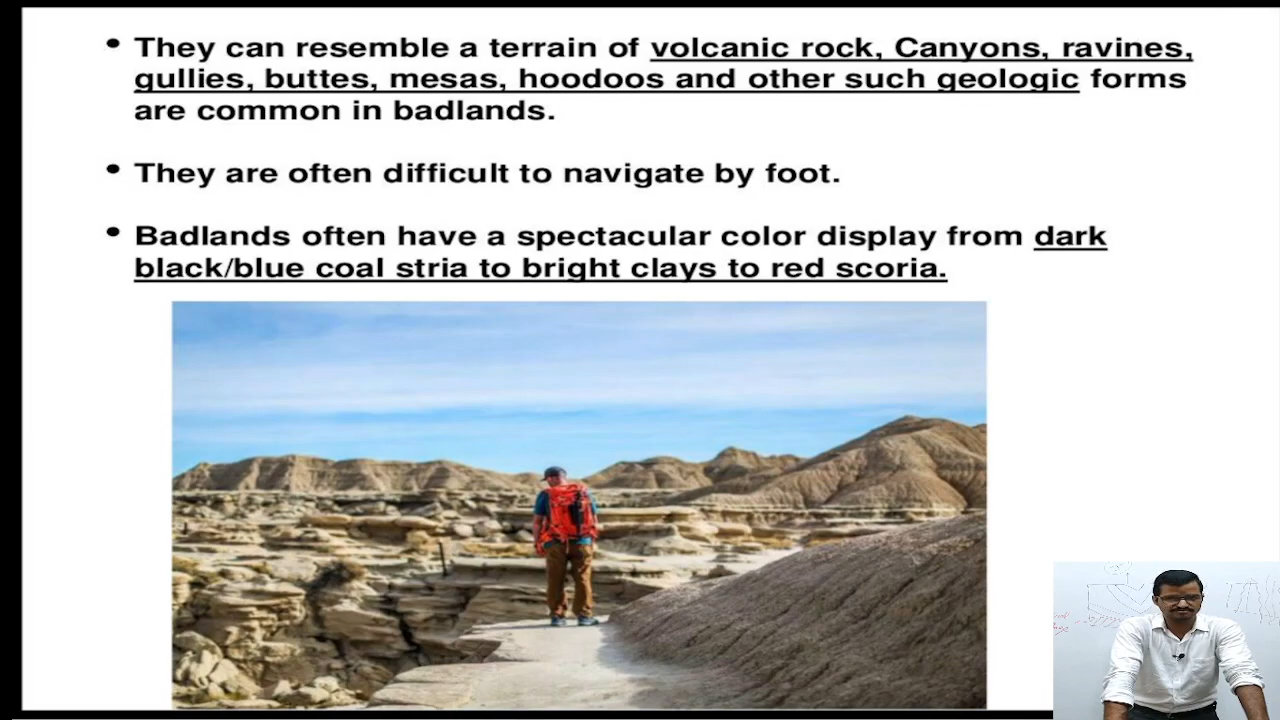 • They can resemble a terrain of volcanic rock, Canyons, ravines,
gullies, buttes, mesas, hoodoos and other such geologic forms
are common in badlands.
• They are often difficult to navigate by foot.
• Badlands often have a spectacular color display from dark
black/blue coal stria to bright clays to red scoria.